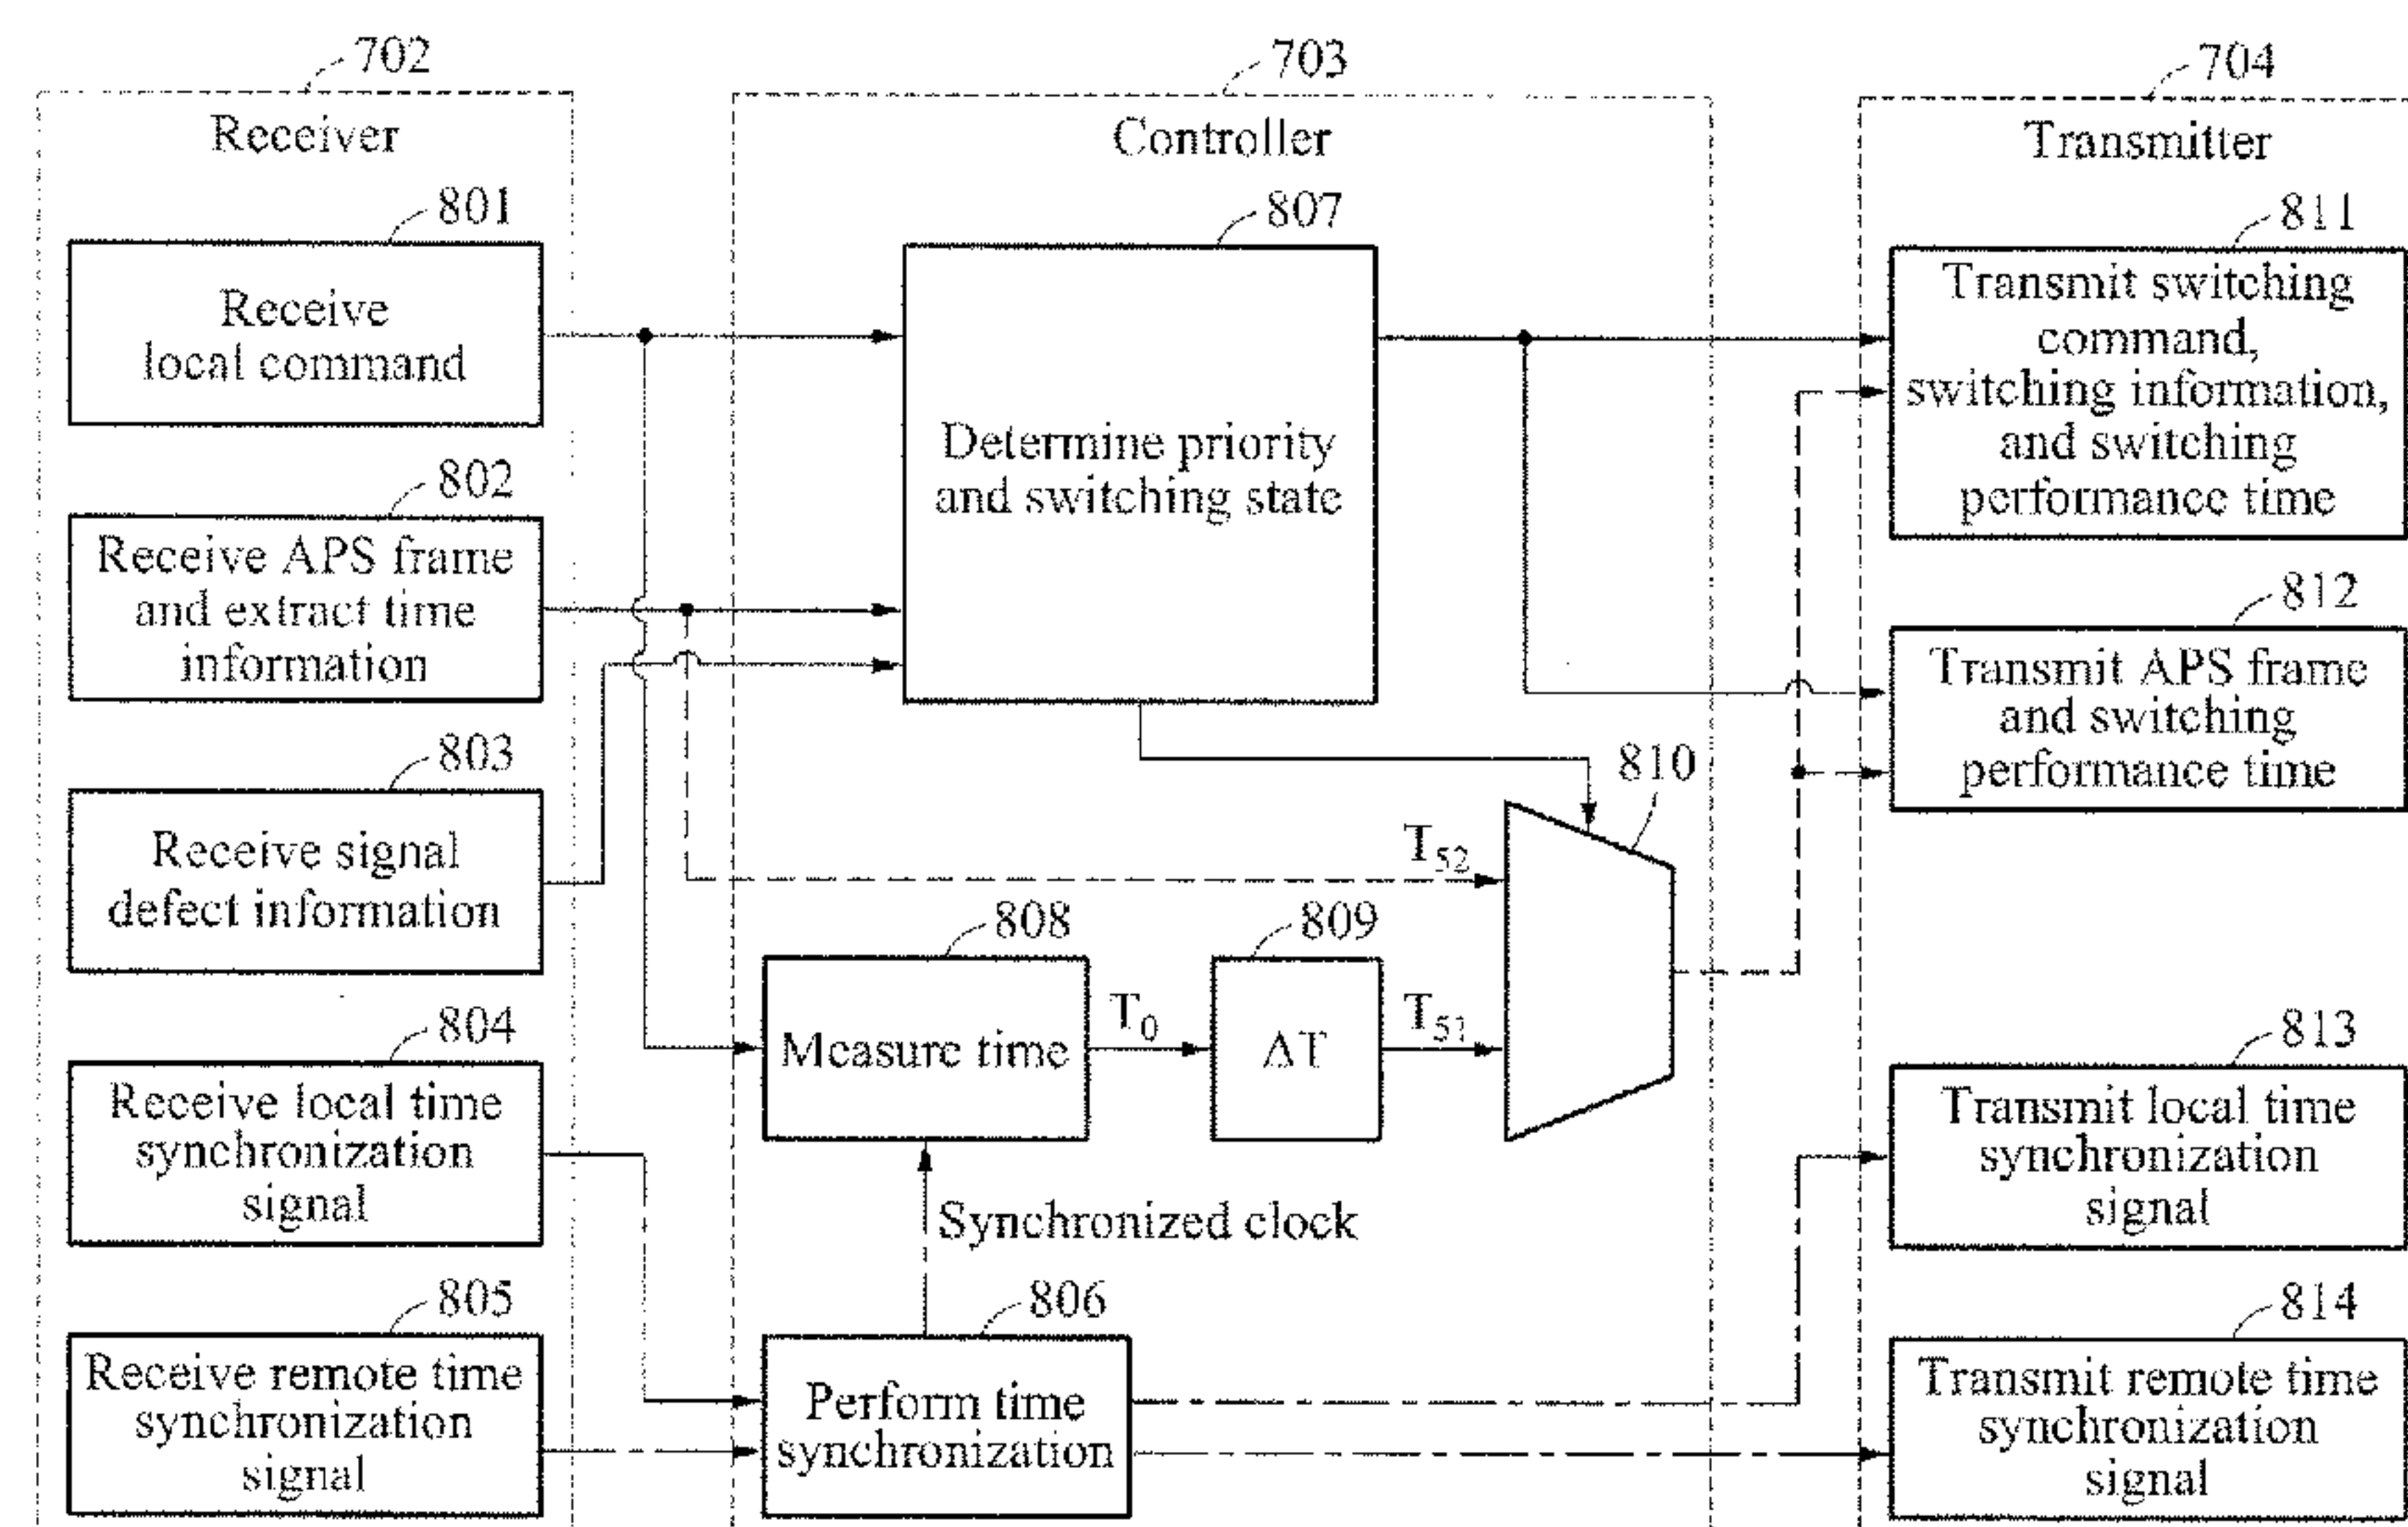 702
703
704
Receiver
Controller
Transmitter
801
Receive
local command
802
Receive APS frame
and extract time
information
803
Receive signal
defect information
804
Receive local time
synchronization
signal
805
Receive remote time
synchronization
signal
807
Determine priority
and switching state
810
T52
808
Measure time
T0
809
ΔT
T51
Synchronized clock
806
Perform time
synchronization
811
Transmit switching
command,
switching information,
and switching
performance time
812
Transmit APS frame
and switching
performance time
813
Transmit local time
synchronization
signal
814
Transmit remote time
synchronization
signal